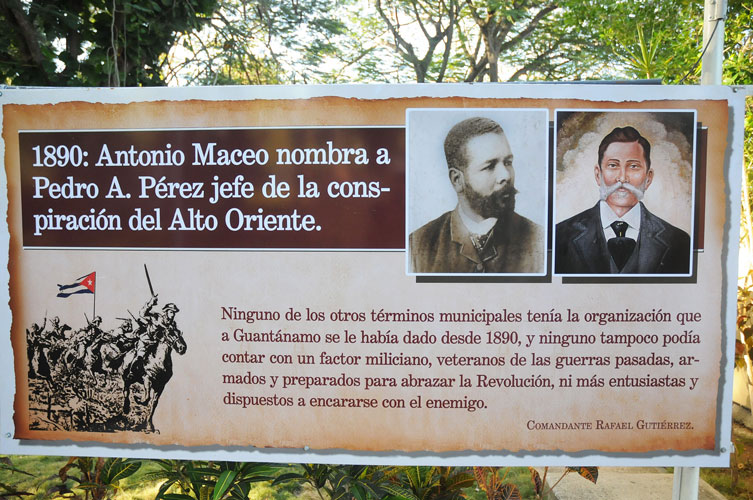 1890: Antonio Maceo nombra a
Pedro A. Pérez jefe de la cons-
piración del Alto Oriente.
Ninguno de los otros términos municipales tenía la organización que
a Guantánamo se le había dado desde 1890, y ninguno tampoco podía
contar con un factor miliciano, veteranos de las guerras pasadas, ar-
mados y preparados para abrazar la Revolución, ni más entusiastas y
dispuestos a encararse con el enemigo.
Comandante Rafael Gutiérrez.